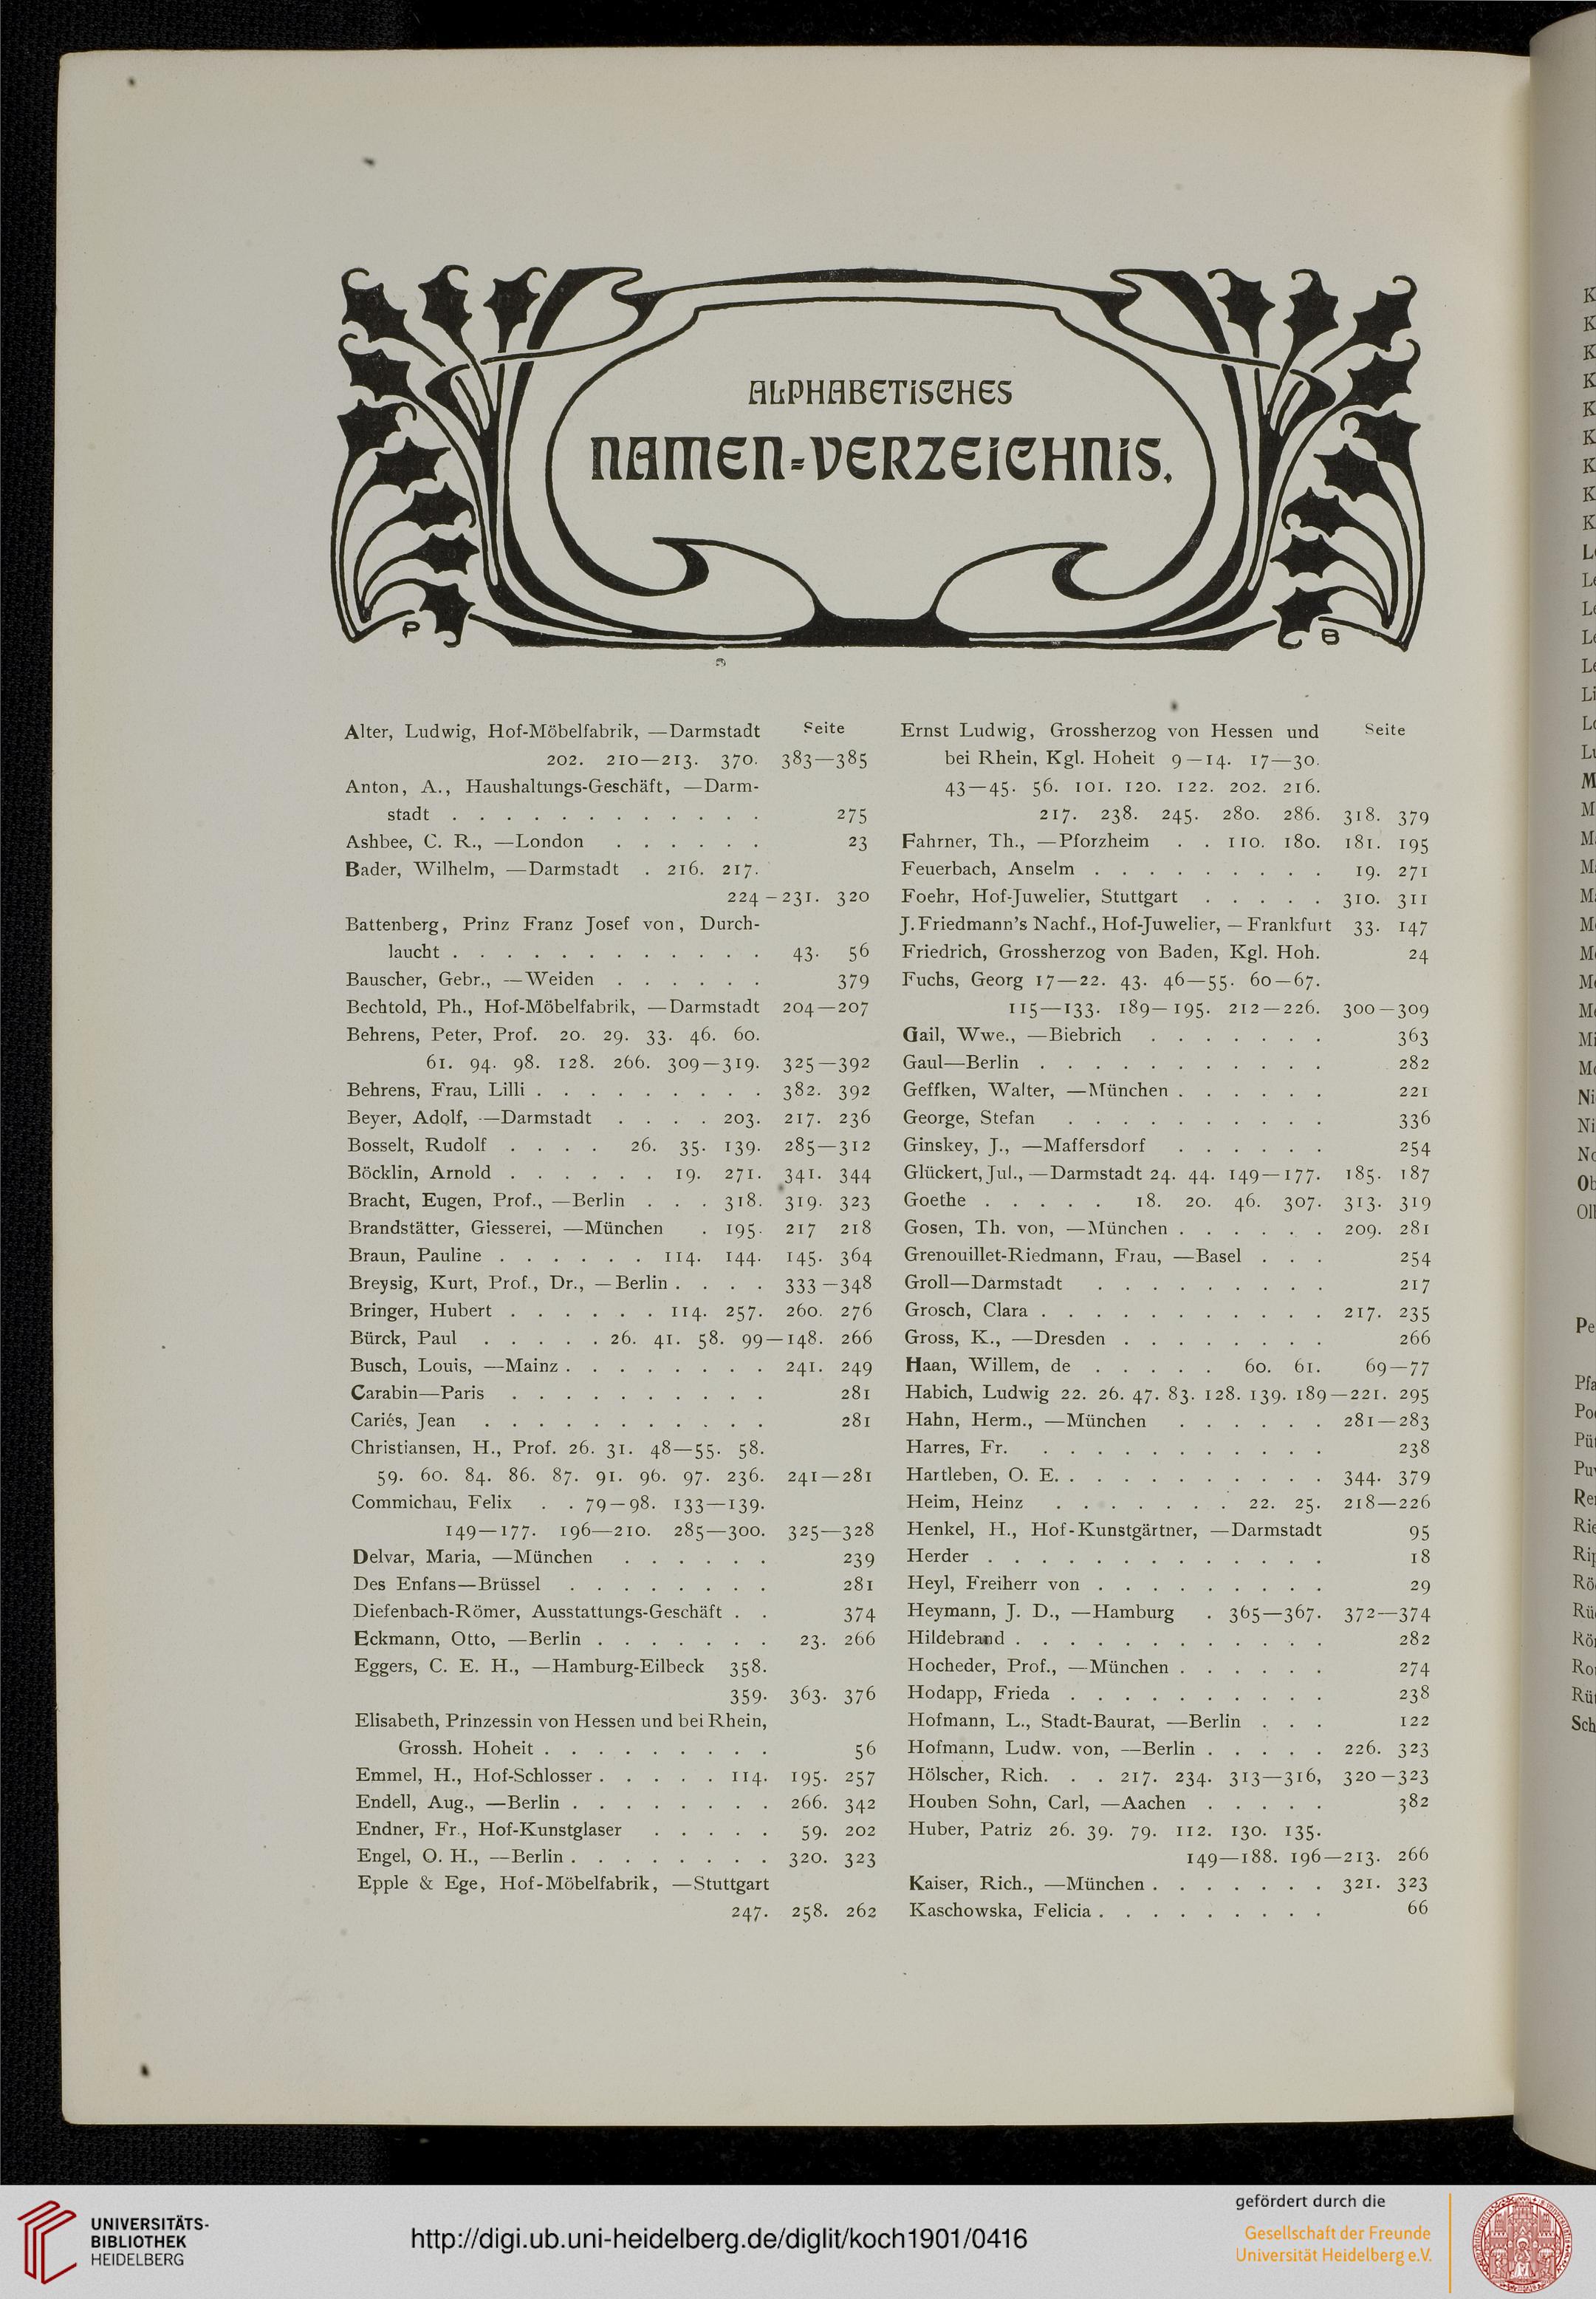 ALPHABETISCHES
NAMEN-VERZEICHNIS.
P
B
Seite
Alter, Ludwig, Hof-Möbelfabrik, —Darmstadt
202. 210—213. 370. 383—385
Anton, A., Haushaltungs-Geschäft, —Darm-
stadt . . . . . . . . . . . . 275
Ashbee, C. R., —London . . . . . . 23
Bader, Wilhelm, —Darmstadt . 216. 217.
224—231. 320
Battenberg, Prinz Franz Josef von, Durch-
laucht . . . . . . . . . . . . 43. 56
Bauscher, Gebr., —Weiden . . . . . . 379
Bechtold, Ph., Hof-Möbelfabrik, —Darmstadt 204—207
Behrens, Peter, Prof. 20. 29. 33. 46. 60.
61. 94. 98. 128. 266. 309—319. 325—392
Behrens, Frau, Lilli . . . . . . . . . 382. 392
Beyer, Adolf, —Darmstadt . . . . 203. 217. 236
Bosselt, Rudolf . . . . 26. 35. 139. 285—312
Böcklin, Arnold . . . . . . 19. 271. 341. 344
Bracht, Eugen, Prof., —Berlin . . . 318. 319. 323
Brandstätter, Giesserei, —München . 195. 217 218
Braun, Pauline . . . . . . 114. 144. 145. 364
Breysig, Kurt, Prof., Dr., —Berlin . . . . 333—348
Bringer, Hubert . . . . . . 114. 257. 260. 276
Bürck, Paul . . . . . 26. 41. 58. 99—148. 266
Busch, Louis, —Mainz . . . . . . . . 241. 249
Carabin—Paris . . . . . . . . . . 281
Cariés, Jean . . . . . . . . . . . 281
Christiansen, H., Prof. 26. 31. 48—55. 58.
59. 60. 84. 86. 87. 91. 96. 97. 236. 241—281
Commichau, Felix . . 79—98. 133—139.
149—177. 196—210. 285—300. 325—328
Delvar, Maria, —München . . . . . . 239
Des Enfans—Brüssel . . . . . . . . 281
Diefenbach-Römer, Ausstattungs-Geschäft . . 374
Eckmann, Otto, —Berlin . . . . . . . 23. 266
Eggers, C. E. H., —Hamburg-Eilbeck 358.
359. 363. 376
Elisabeth, Prinzessin von Hessen und bei Rhein,
Grossh. Hoheit . . . . . . . . . 56
Emmel, H., Hof-Schlosser . . . . . 114. 195. 257
Endell, Aug., —Berlin . . . . . . . . 266. 342
Endner, Fr., Hof-Kunstglaser . . . . . 59. 202
Engel, O. H., —Berlin . . . . . . . . 320. 323
Epple & Ege, Hof-Möbelfabrik, —Stuttgart
247. 258. 262
Seite
Ernst Ludwig, Grossherzog von Hessen und
bei Rhein, Kgl. Hoheit 9—14. 17—30.
43—45. 56. 101. 120. 122. 202. 216.
217. 238. 245. 280. 286. 318. 379
Fahrner, Th., —Pforzheim . . 110. 180. 181. 195
Feuerbach, Anselm . . . . . . . . . 19. 271
Foehr, Hof-Juwelier, Stuttgart . . . . . 310. 311
J. Friedmann's Nachf., Hof-Juwelier, —Frankfurt 33. 147
Friedrich, Grossherzog von Baden, Kgl. Hoh. 24
Fuchs, Georg 17—22. 43. 46—55. 60—67.
115—133. 189—195. 212—226. 300—309
Gail, Wwe., —Biebrich . . . . . . . 363
Gaul—Berlin . . . . . . . . . . . 282
Geffken, Walter, —München . . . . . . 221
George, Stefan . . . . . . . . . . 336
Ginskey, J., —Maffersdorf . . . . . . 254
Glückert, Jul., —Darmstadt 24. 44. 149—177. 185. 187
Goethe . . . . . 18. 20. 46. 307. 313. 319
Gosen, Th. von, —München . . . . . . 209. 281
Grenouillet-Riedmann, Frau, —Basel . . . 254
Groll—Darmstadt . . . . . . . . . 217
Grosch, Clara . . . . . . . . . . . 217. 235
Gross, K., —Dresden . . . . . . . . 266
Haan, Willem, de . . . . . 60. 61. 69—77
Habich, Ludwig 22. 26. 47. 83. 128. 139. 189—221. 295
Hahn, Herm., —München . . . . . . 281—283
Harres, Fr. . . . . . . . . . . . 238
Hartleben, O. E. . . . . . . . . . . 344. 379
Heim, Heinz . . . . . . . 22. 25. 218—226
Henkel, H., Hof-Kunstgärtner, —Darmstadt 95
Herder . . . . . . . . . . . . . 18
Heyl, Freiherr von . . . . . . . . . 29
Heymann, J. D., —Hamburg . 365—367. 372—374
Hildebrand . . . . . . . . . . . . 282
Hocheder, Prof., —München . . . . . . 274
Hodapp, Frieda . . . . . . . . . . 238
Hofmann, L., Stadt-Baurat, —Berlin . . . 122
Hofmann, Ludw. von, —Berlin . . . . . 226. 323
Hölscher, Rich. . . 217. 234. 313—316, 320—323
Houben Sohn, Carl, —Aachen . . . . . 382
Huber, Patriz 26. 39. 79. 112. 130. 135.
149—188. 196—213. 266
Kaiser, Rich., —München . . . . . . . 321. 323
Kaschowska, Felicia . . . . . . . . . 66
UNIVERSITÄTS-
BIBLIOTHEK
HEIDELBERG
http://digi.ub.uni-heidelberg.de/diglit/koch1901/0416
gefördert durch die
Gesellschaft der Freunde
Universität Heidelberg e.V.